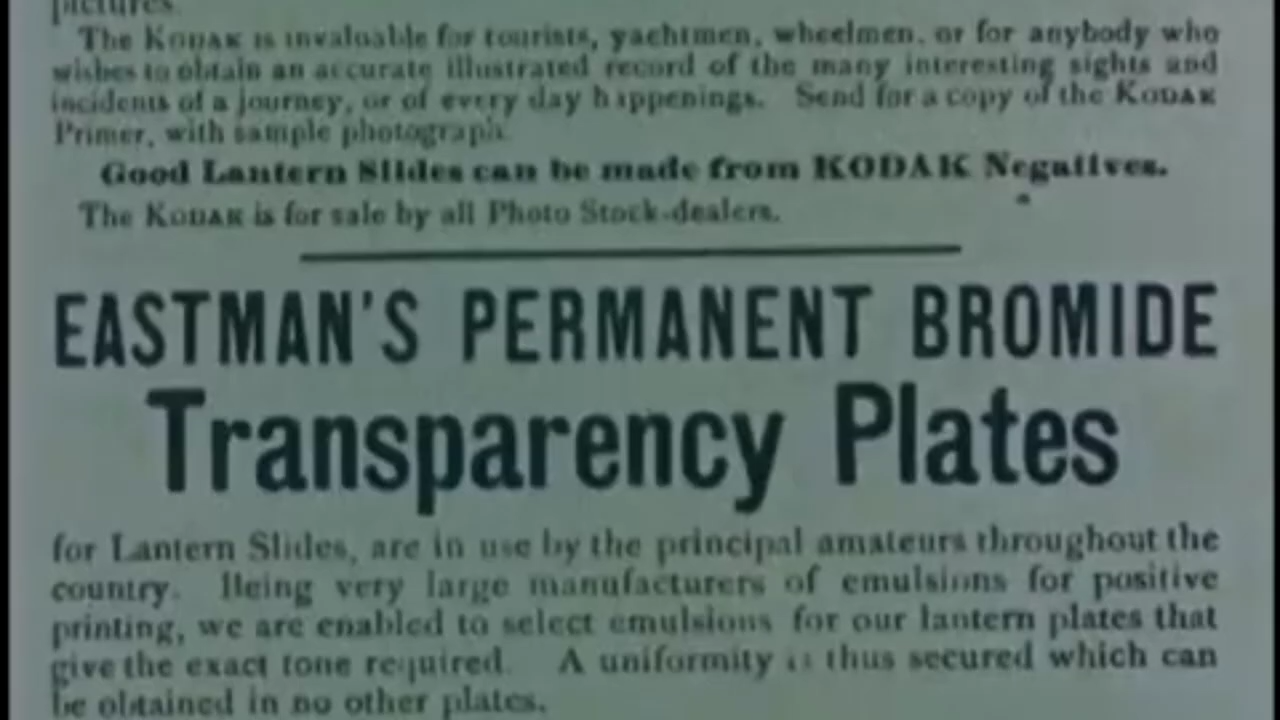 pictures.
The KODAK is invaluable for tourists, yachtmen, wheelmen, or for anybody who
wishes to obtain an accurate illustrated record of the many interesting sights and
incidents of a journey, or of every day happenings. Send for a copy of the KODAK
Primer, with sample photograph.
Good Lantern Slides can be made from KODAK Negatives.
The KODAK is for sale by all Photo Stock-dealers.
EASTMAN'S PERMANENT BROMIDE
Transparency Plates
for Lantern Slides, are in use by the principal amateurs throughout the
country. Being very large manufacturers of emulsions for positive
printing, we are enabled to select emulsions for our lantern plates that
give the exact tone required. A uniformity is thus secured which can
be obtained in no other plates.